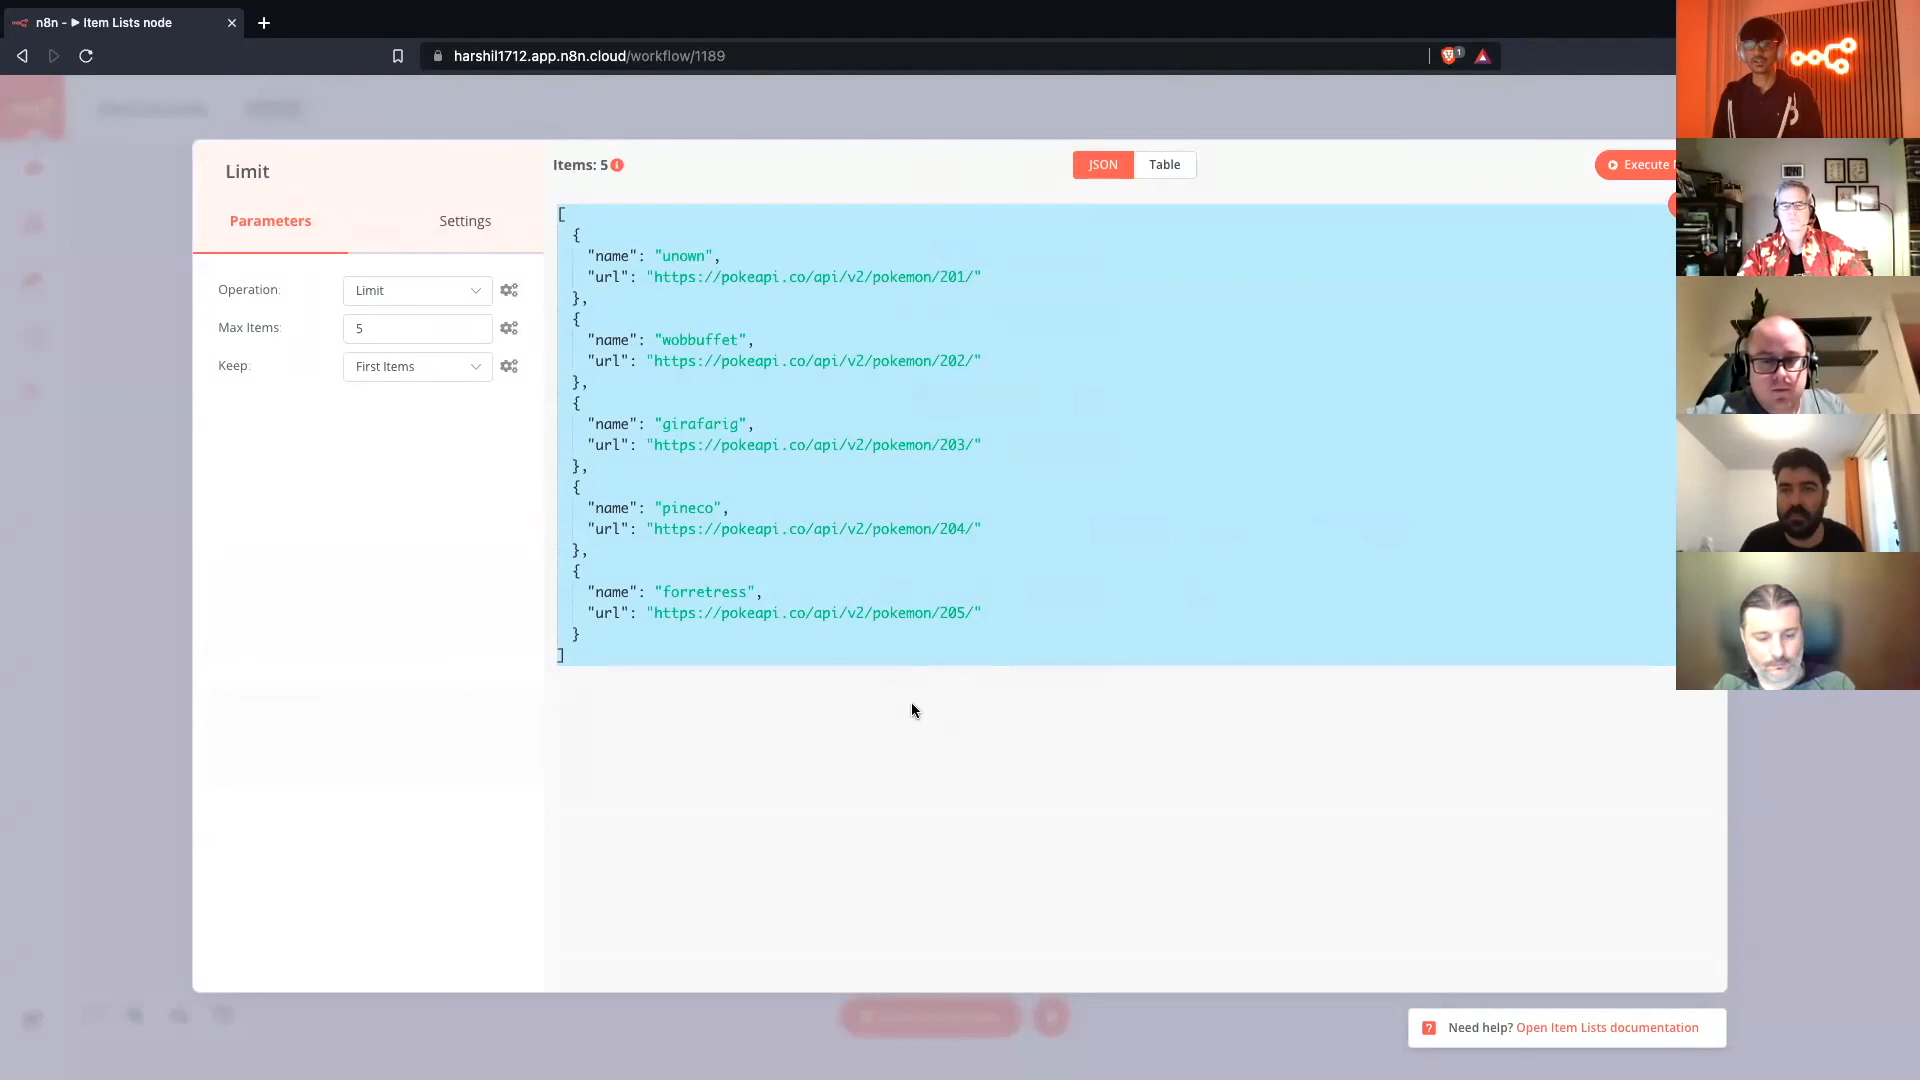 n8n - ▶ Item Lists node
harshil1712.app.n8n.cloud/workflow/1189
1
Limit
Parameters
Settings
Operation:
Limit
Max Items:
5
Keep:
First Items
Items: 5
JSON
Table
Execute
[
{
"name": "unown",
"url": "https://pokeapi.co/api/v2/pokemon/201/"
},
{
"name": "wobbuffet",
"url": "https://pokeapi.co/api/v2/pokemon/202/"
},
{
"name": "girafarig",
"url": "https://pokeapi.co/api/v2/pokemon/203/"
},
{
"name": "pineco",
"url": "https://pokeapi.co/api/v2/pokemon/204/"
},
{
"name": "forretress",
"url": "https://pokeapi.co/api/v2/pokemon/205/"
}
]
Need help? Open Item Lists documentation